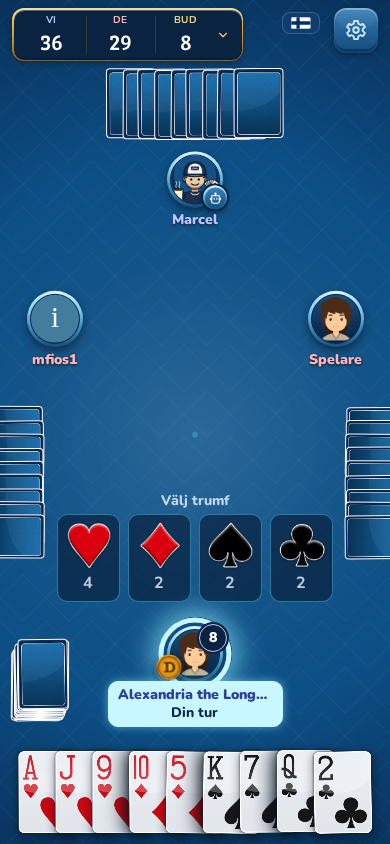 VI DE BUD
36 29 8
Marcel
i
mfios1
Spelare
Välj trumf
4 2 2 2
8
D
Alexandria the Long...
Din tur
A J 9 10 5 K 7 Q 2